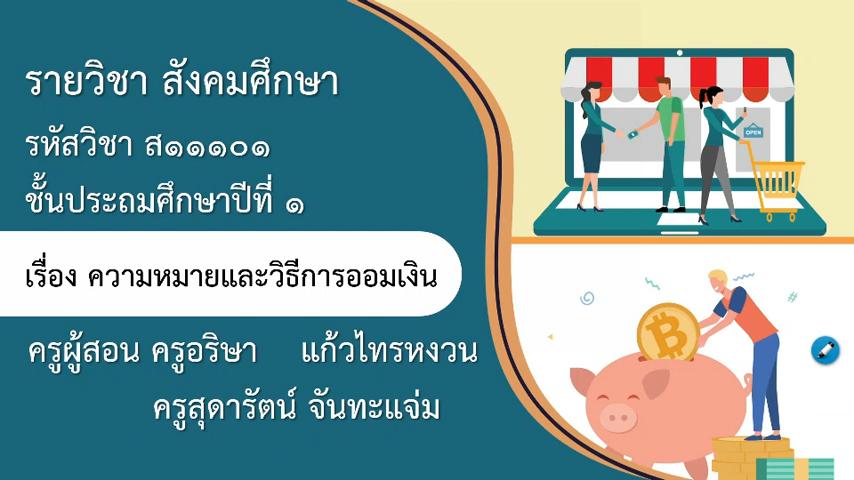 รายวิชา สังคมศึกษา
รหัสวิชา ส๑๑๑๐๑
ชั้นประถมศึกษาปีที่ ๑
เรื่อง ความหมายและวิธีการออมเงิน
ครูผู้สอน ครูอริษา แก้วไทรหงวน
ครูสุดารัตน์ จันทะแจ่ม
OPEN